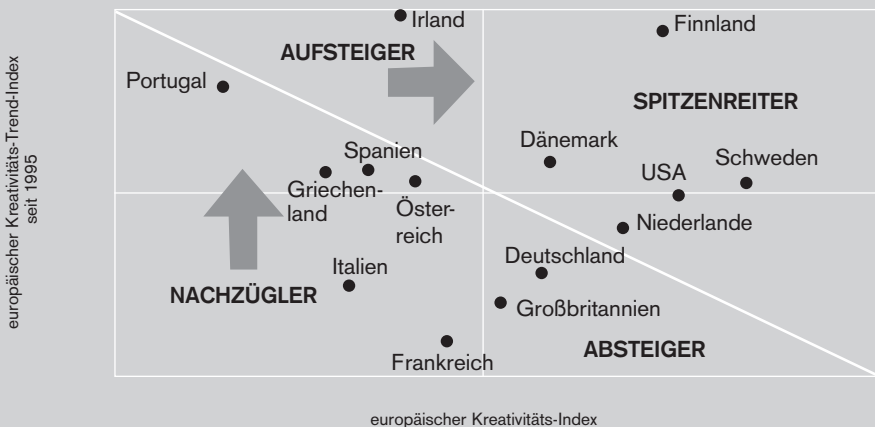 europäischer Kreativitäts-Trend-Index
seit 1995
Irland
Finnland
AUFSTEIGER
Portugal
SPITZENREITER
Dänemark
Spanien
Schweden
USA
Griechen-
land
Öster-
reich
Niederlande
Deutschland
Italien
NACHZÜGLER
Großbritannien
ABSTEIGER
Frankreich
europäischer Kreativitäts-Index